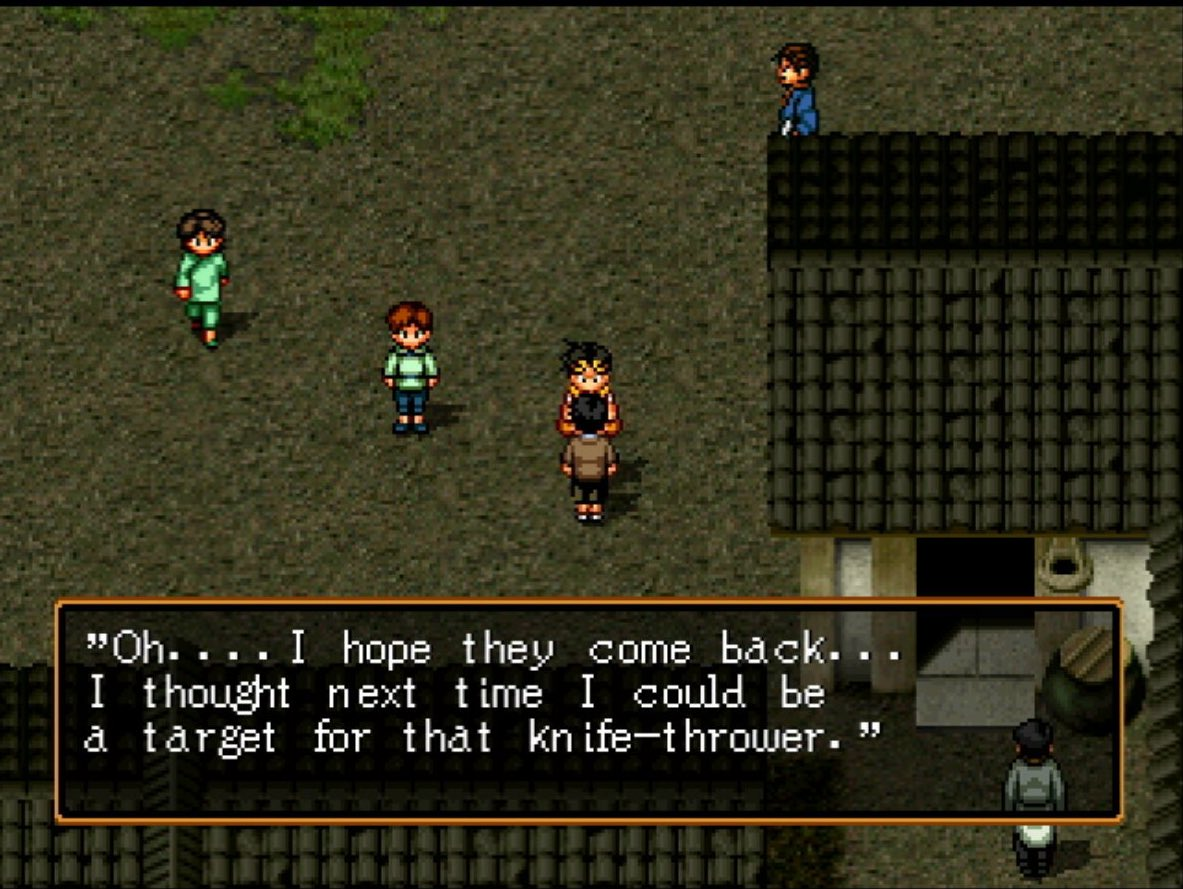 "Oh....I hope they come back...
I thought next time I could be
a target for that knife-thrower."